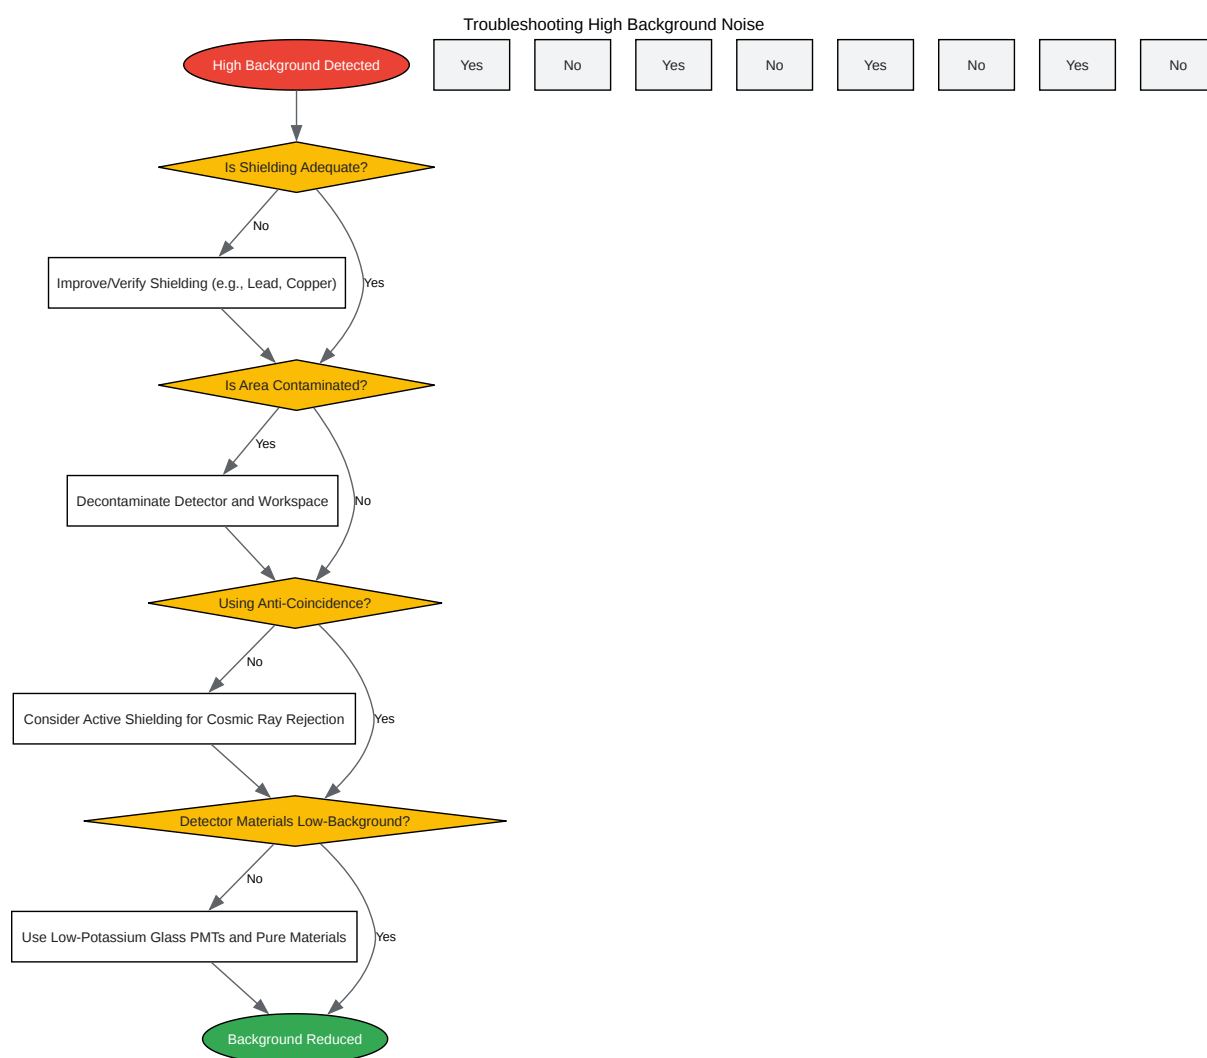 Troubleshooting High Background Noise
High Background Detected
Yes
No
Yes
No
Yes
No
Yes
No
Is Shielding Adequate?
No
Improve/Verify Shielding (e.g., Lead, Copper)
Yes
Is Area Contaminated?
Yes
Decontaminate Detector and Workspace
No
Using Anti-Coincidence?
No
Consider Active Shielding for Cosmic Ray Rejection
Yes
Detector Materials Low-Background?
No
Use Low-Potassium Glass PMTs and Pure Materials
Yes
Background Reduced